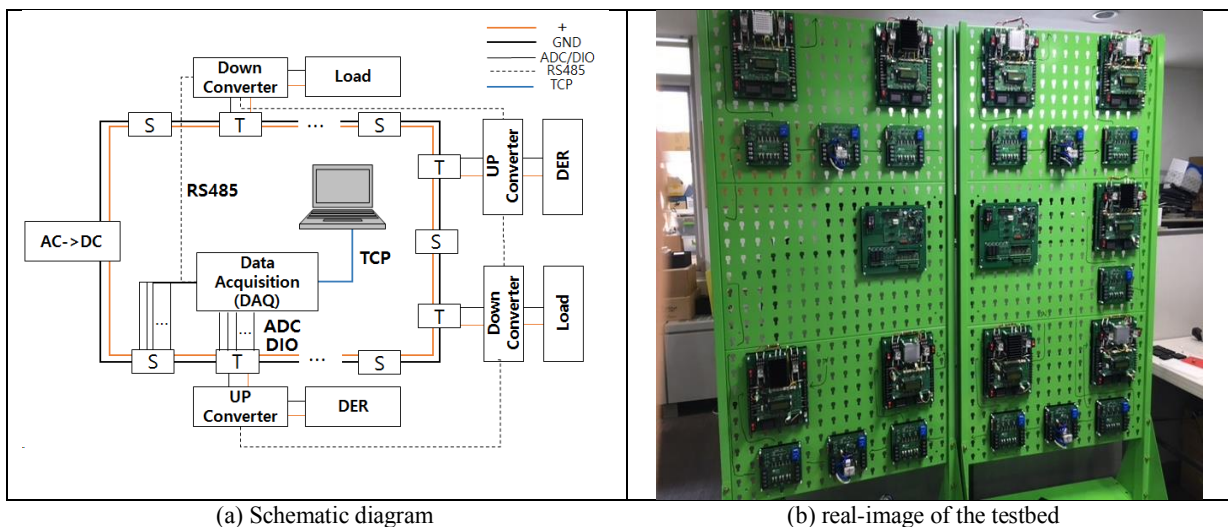 +
GND
ADC/DIO
RS485
TCP
Down
Converter
Load
S
T
...
S
T
UP
Converter
DER
RS485
AC->DC
S
TCP
Data
Acquisition
(DAQ)
...
...
ADC
DIO
T
Down
Converter
Load
S
T
...
S
UP
Converter
DER
(a) Schematic diagram
(b) real-image of the testbed